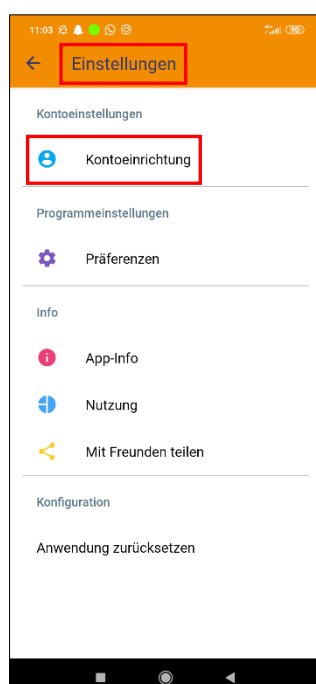 11:03
Einstellungen
Kontoeinstellungen
Kontoeinrichtung
Programmeinstellungen
Präferenzen
Info
App-Info
Nutzung
Mit Freunden teilen
Konfiguration
Anwendung zurücksetzen